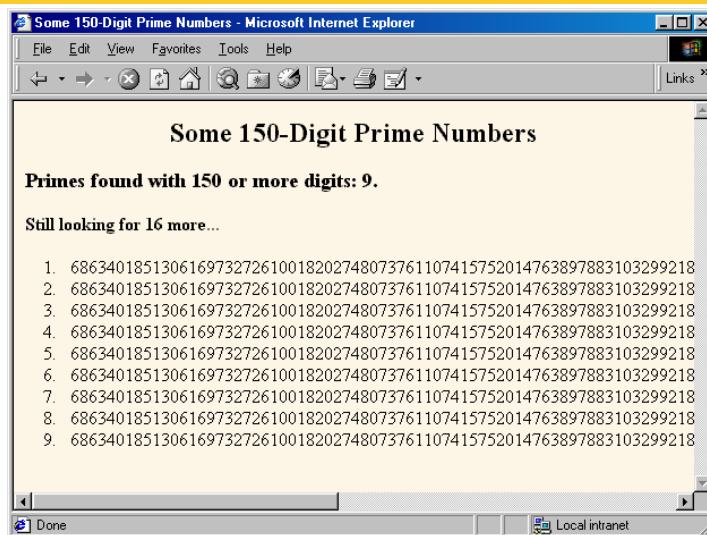 Some 150-Digit Prime Numbers - Microsoft Internet Explorer
File Edit View Favorites Tools Help
Links »
Some 150-Digit Prime Numbers
Primes found with 150 or more digits: 9.
Still looking for 16 more...
1. 686340185130616973272610018202748073761107415752014763897883103299218
2. 686340185130616973272610018202748073761107415752014763897883103299218
3. 686340185130616973272610018202748073761107415752014763897883103299218
4. 686340185130616973272610018202748073761107415752014763897883103299218
5. 686340185130616973272610018202748073761107415752014763897883103299218
6. 686340185130616973272610018202748073761107415752014763897883103299218
7. 686340185130616973272610018202748073761107415752014763897883103299218
8. 686340185130616973272610018202748073761107415752014763897883103299218
9. 686340185130616973272610018202748073761107415752014763897883103299218
Done Local intranet